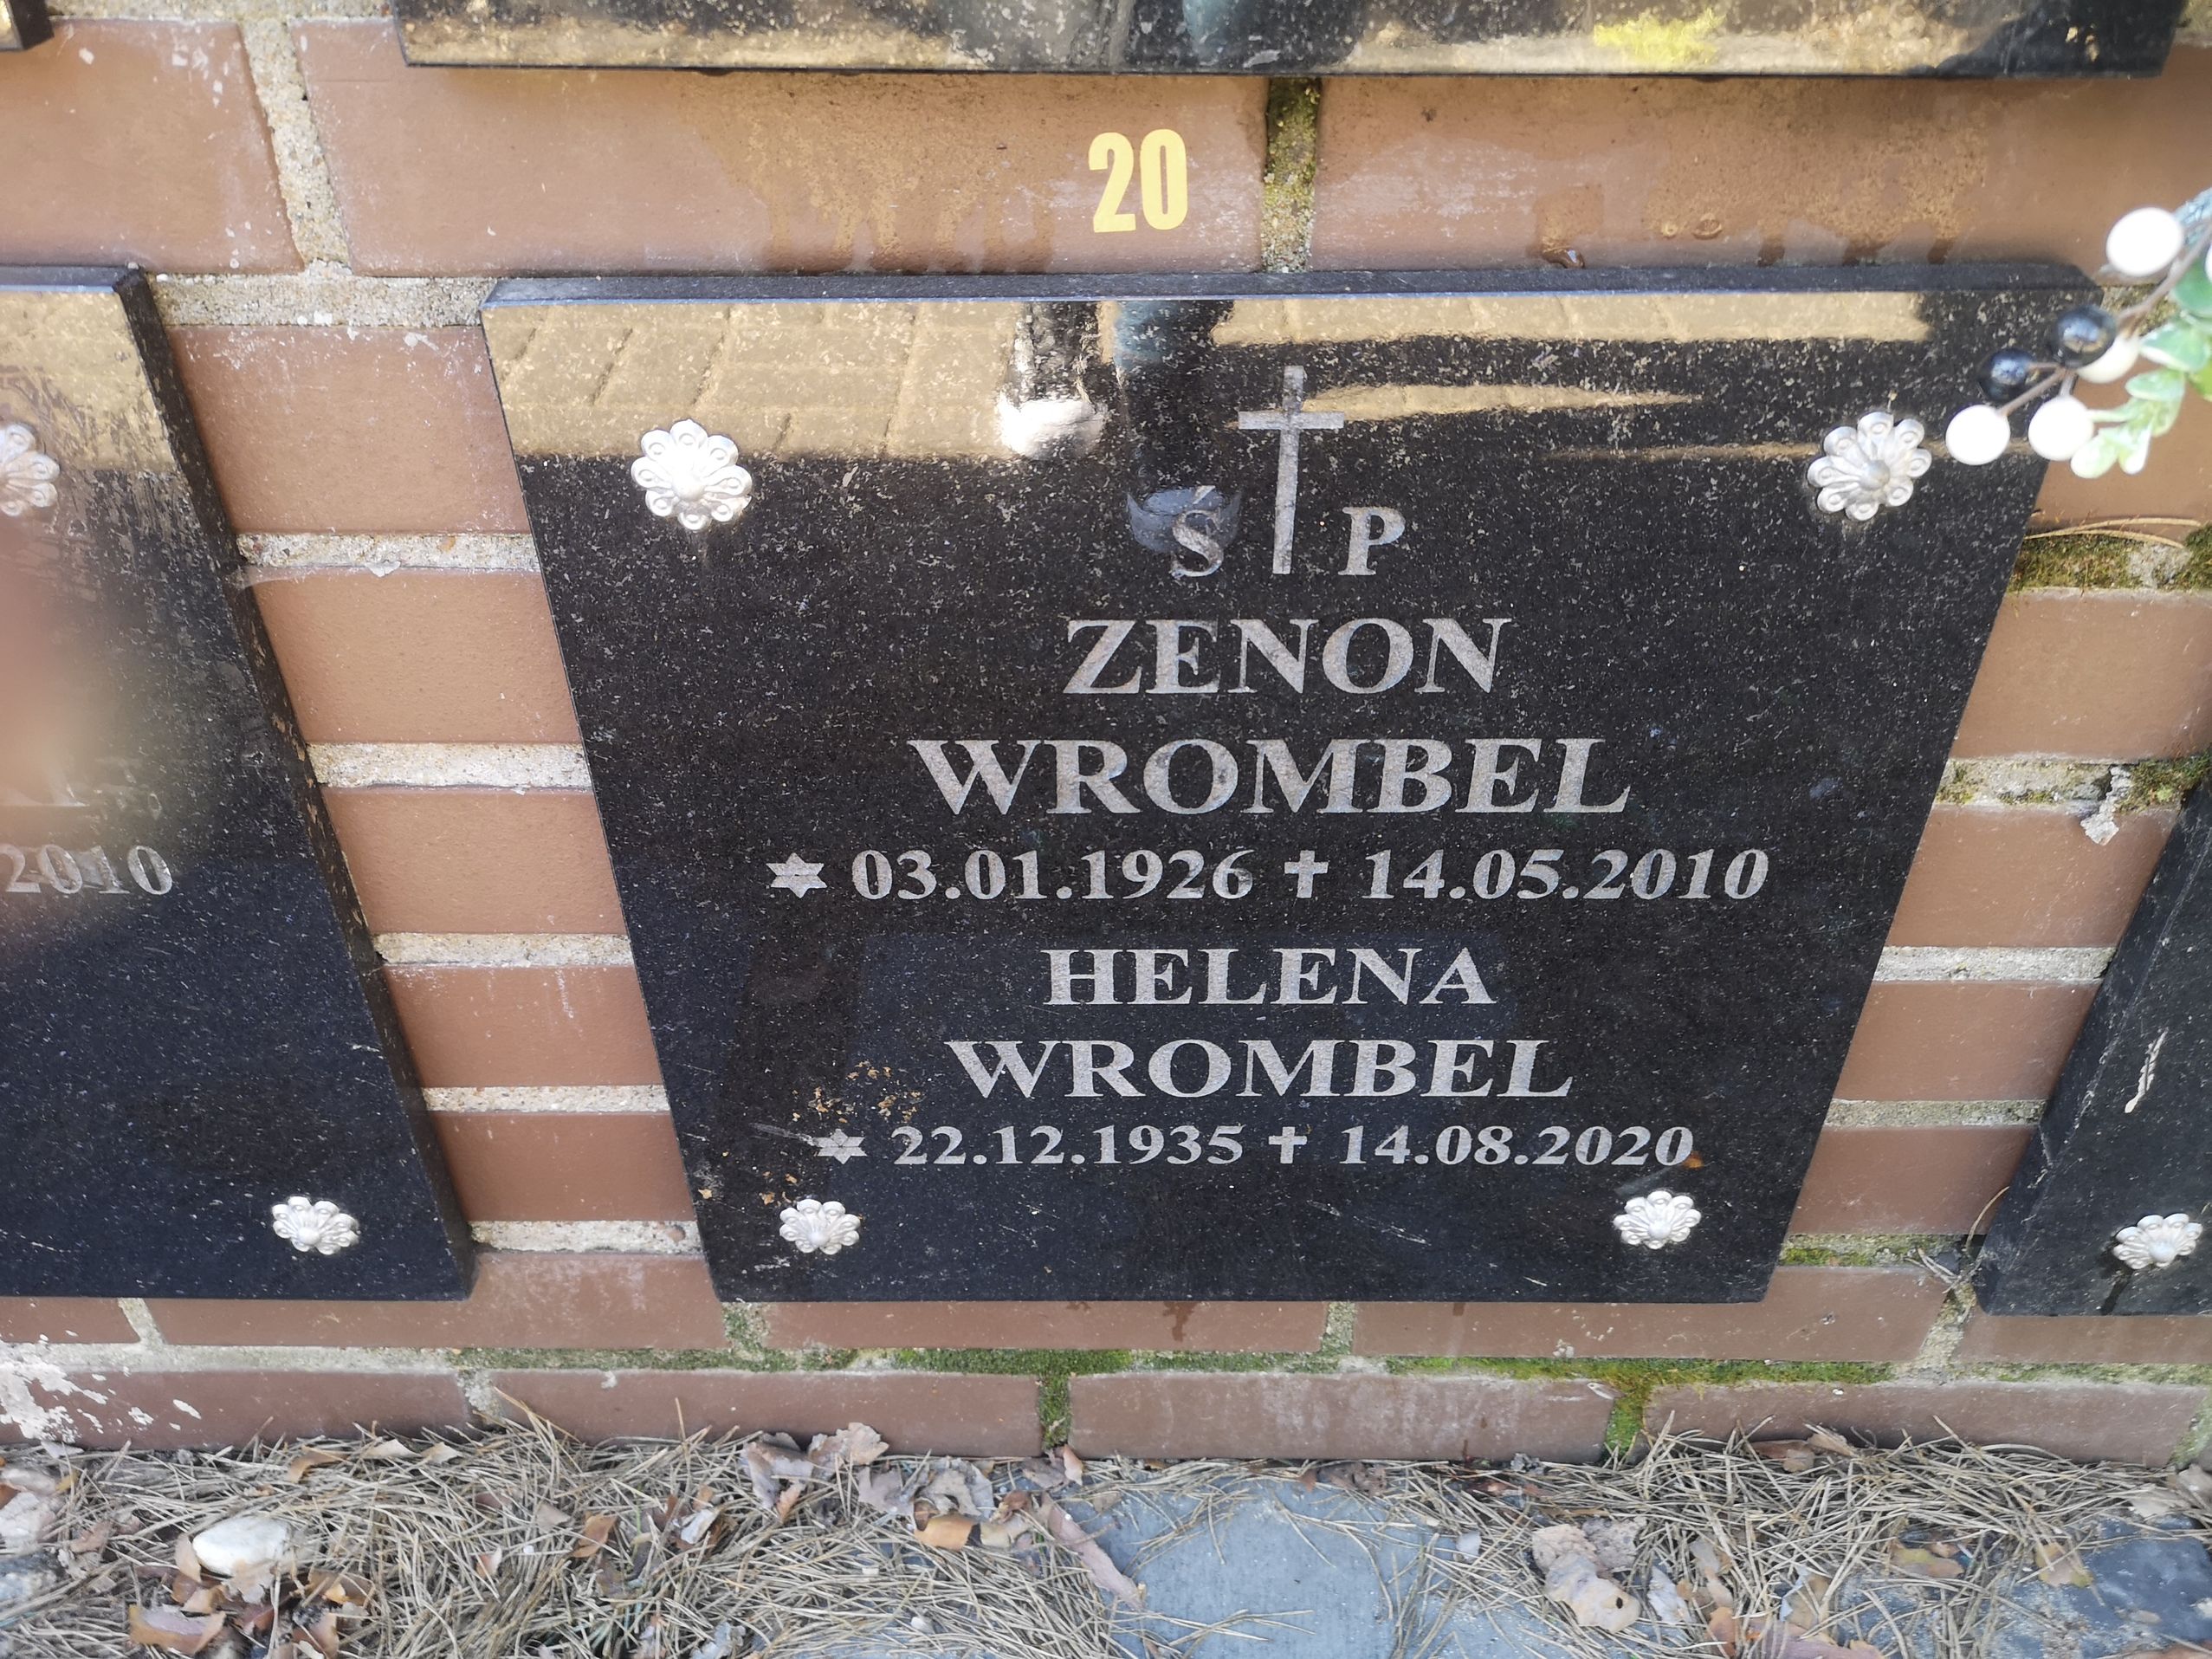 20
Ś P
ZENON
WROMBEL
03.01.1926 ✝ 14.05.2010
HELENA
WROMBEL
22.12.1935 ✝ 14.08.2020
2010